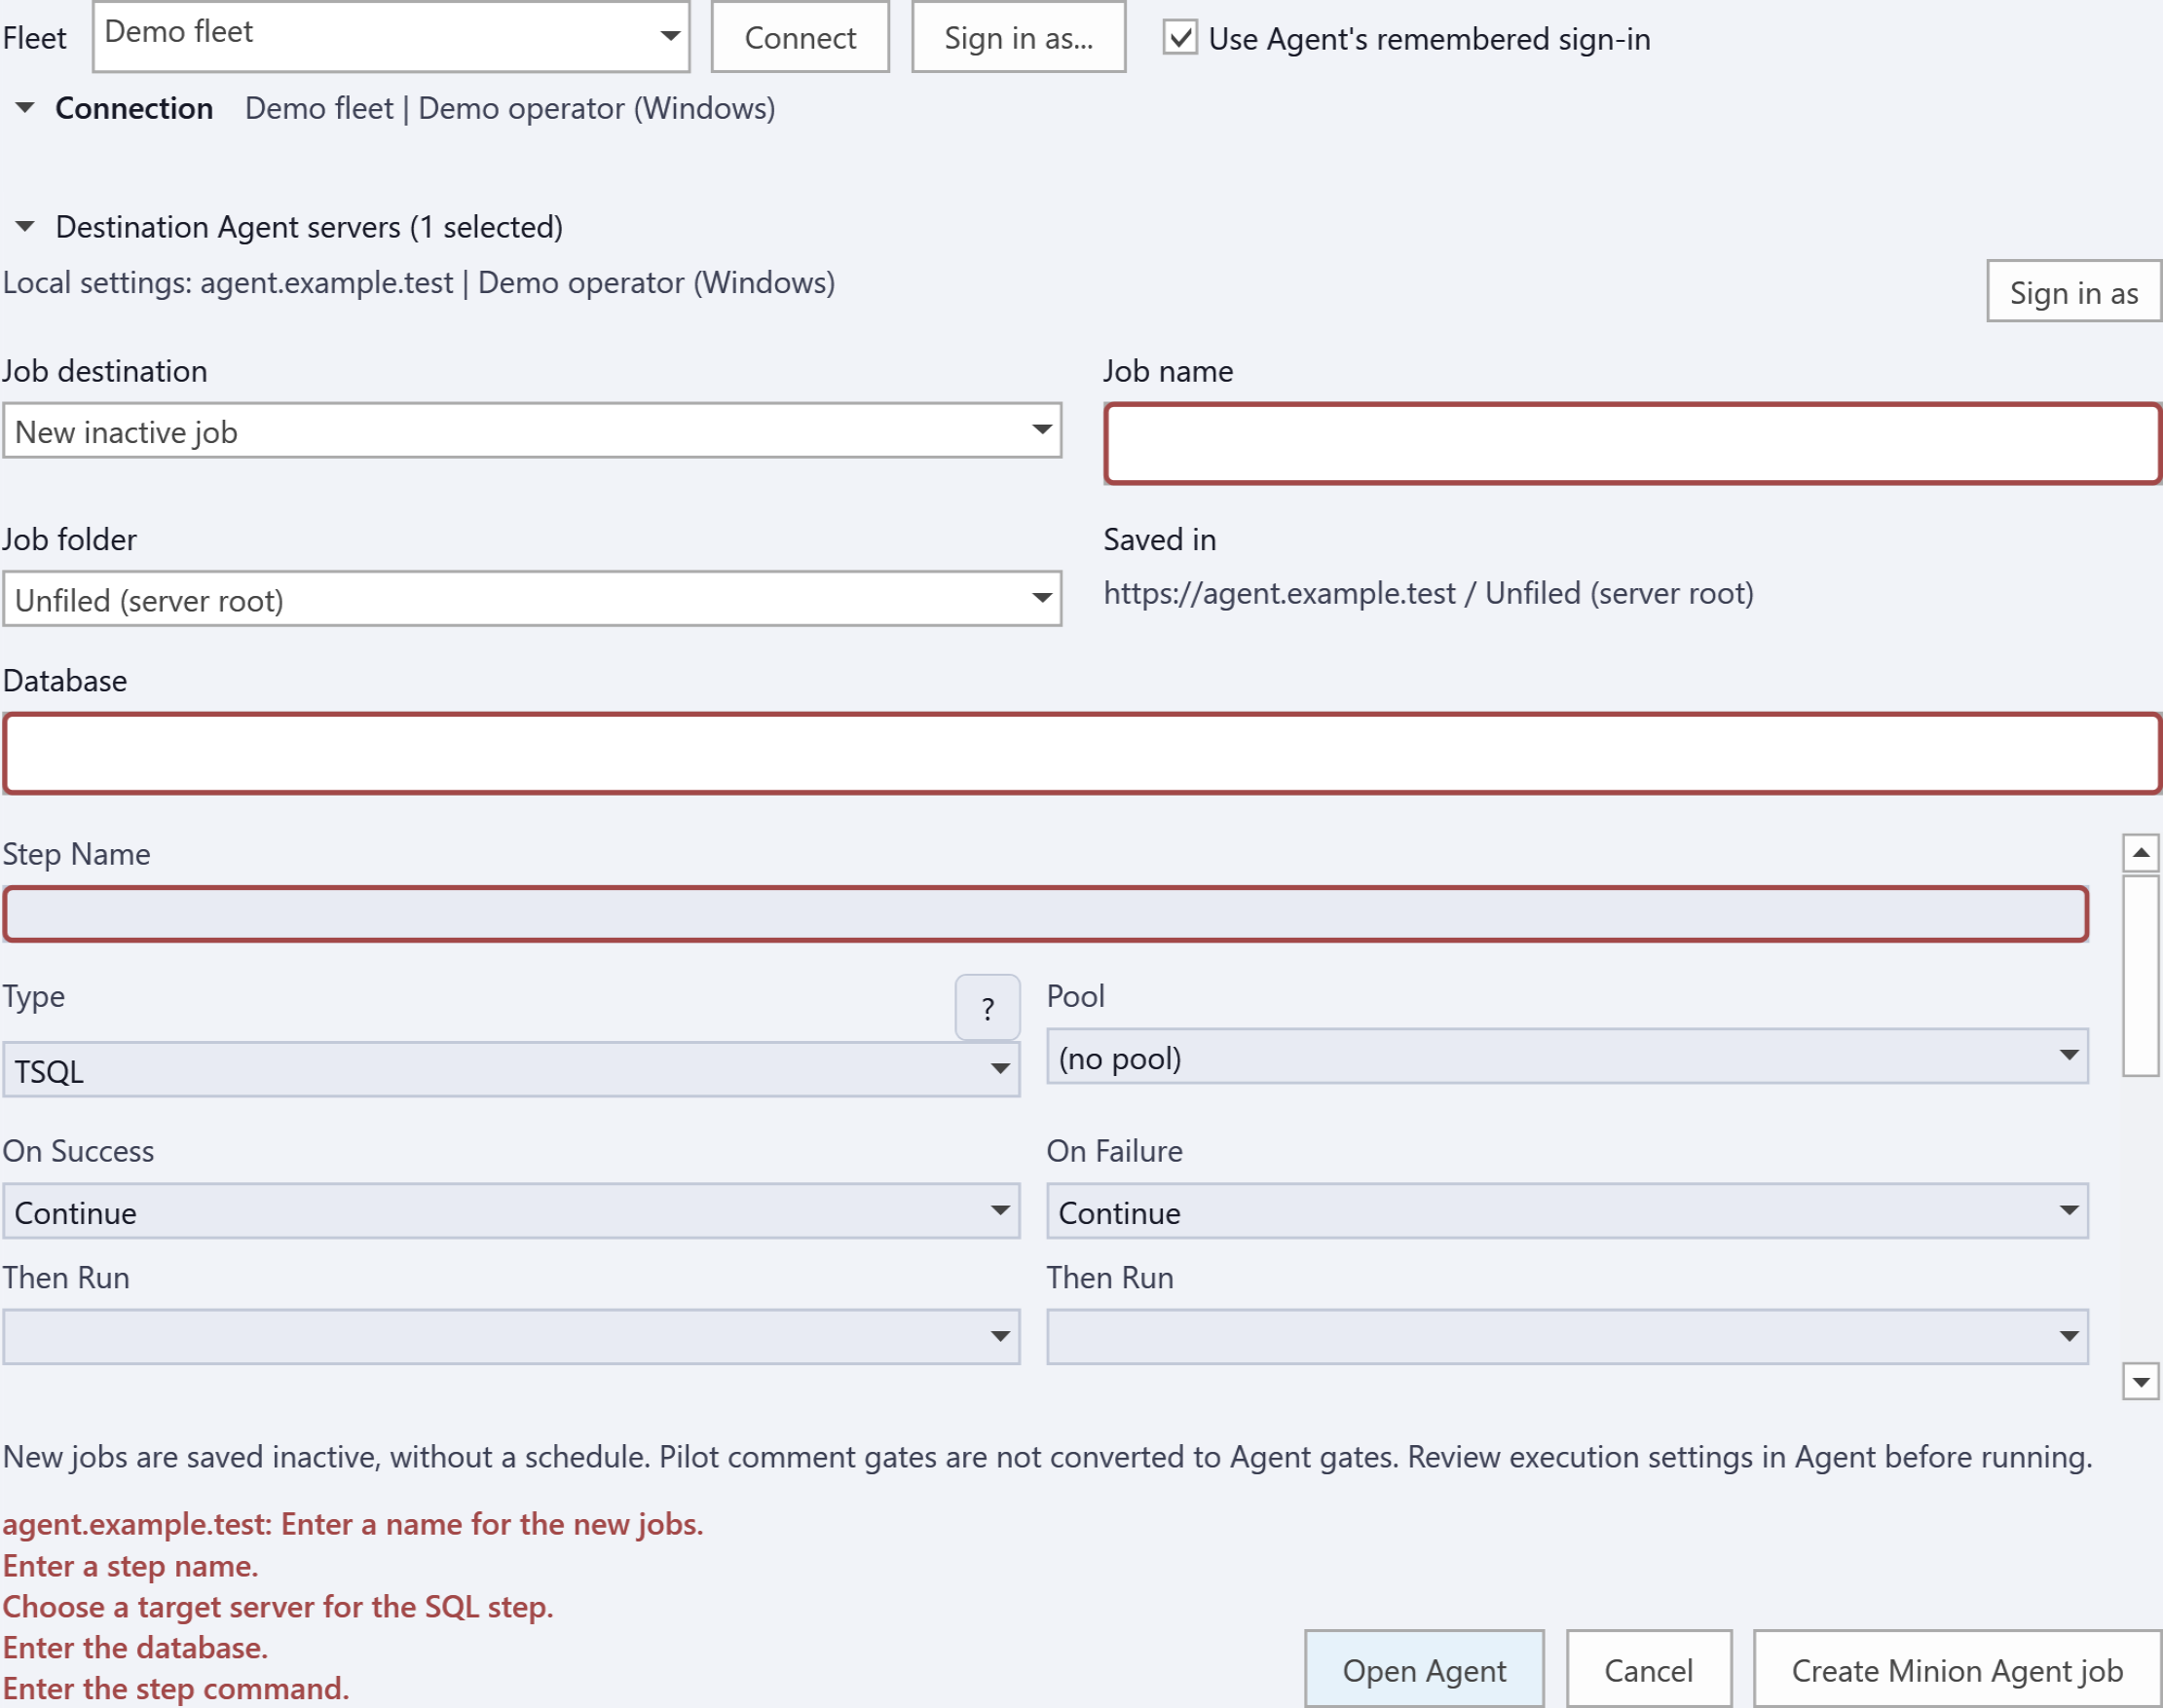 Fleet Demo fleet Connect Sign in as... Use Agent's remembered sign-in
Connection Demo fleet | Demo operator (Windows)
Destination Agent servers (1 selected)
Local settings: agent.example.test | Demo operator (Windows) Sign in as
Job destination Job name
New inactive job
Job folder Saved in
Unfiled (server root) https://agent.example.test / Unfiled (server root)
Database
Step Name
Type ? Pool
TSQL (no pool)
On Success On Failure
Continue Continue
Then Run Then Run
New jobs are saved inactive, without a schedule. Pilot comment gates are not converted to Agent gates. Review execution settings in Agent before running.
agent.example.test: Enter a name for the new jobs.
Enter a step name.
Choose a target server for the SQL step.
Enter the database.
Enter the step command.
Open Agent Cancel Create Minion Agent job